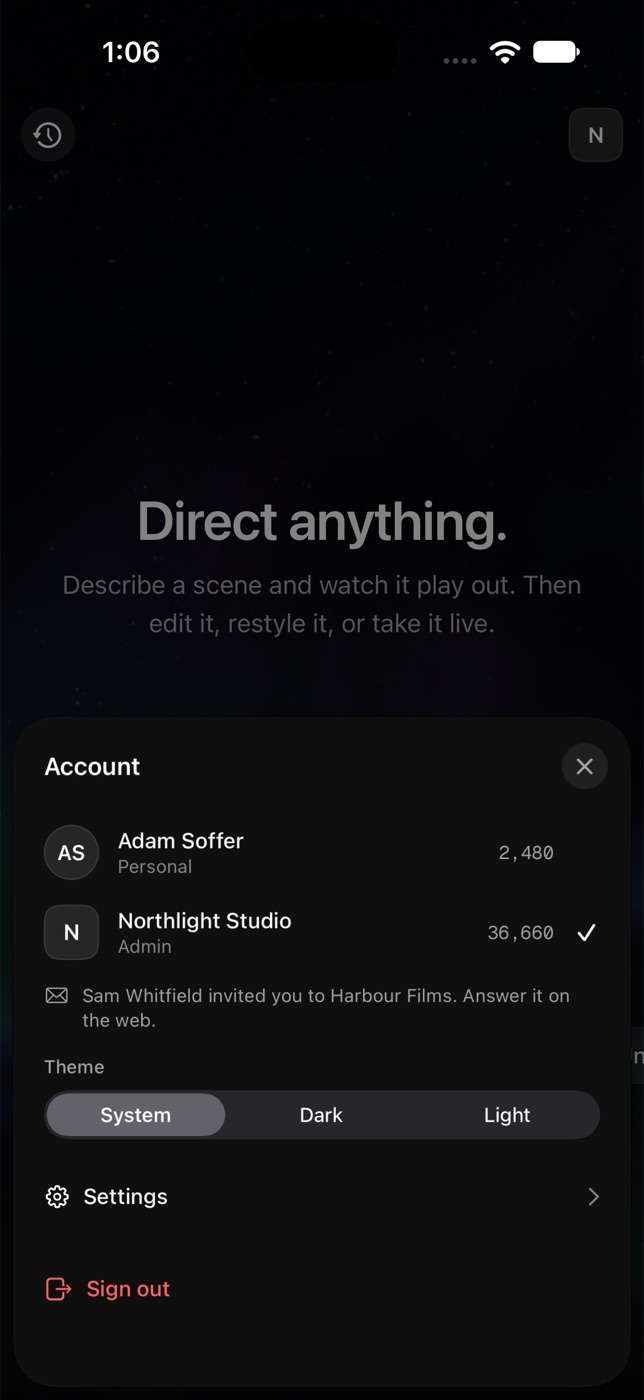 1:06
N
Direct anything.
Describe a scene and watch it play out. Then
edit it, restyle it, or take it live.
Account
AS
Adam Soffer
Personal
2,480
N
Northlight Studio
Admin
36,660
Sam Whitfield invited you to Harbour Films. Answer it on
the web.
Theme
System
Dark
Light
Settings
Sign out